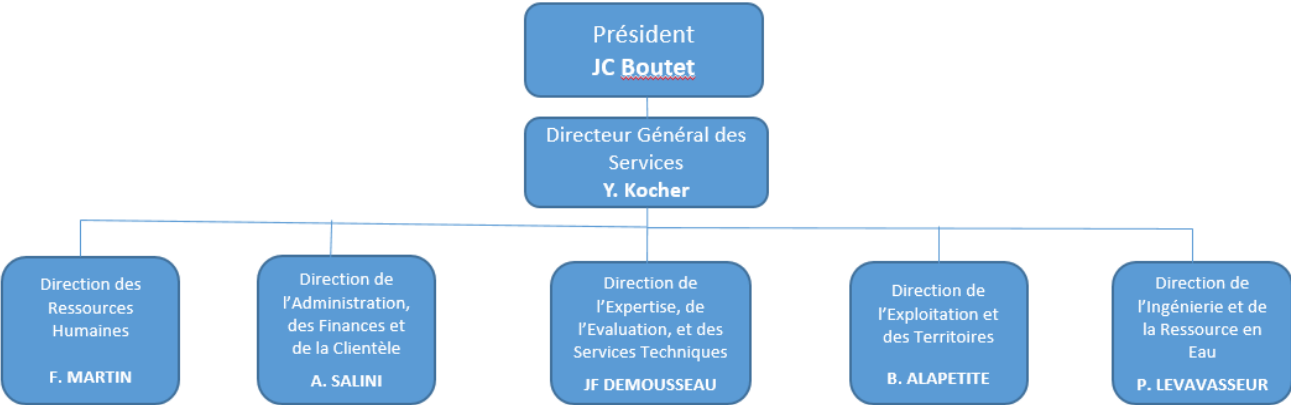 Président
JC Boutet
Directeur Général des
Services
Y. Kocher
Direction des
Ressources
Humaines
F. MARTIN
Direction de
l’Administration,
des Finances et
de la Clientèle
A. SALINI
Direction de
l’Expertise, de
l’Evaluation, et des
Services Techniques
JF DEMOUSSEAU
Direction de
l’Exploitation et
des Territoires
B. ALAPETITE
Direction de
l’Ingénierie et de
la Ressource en
Eau
P. LEVAVASSEUR